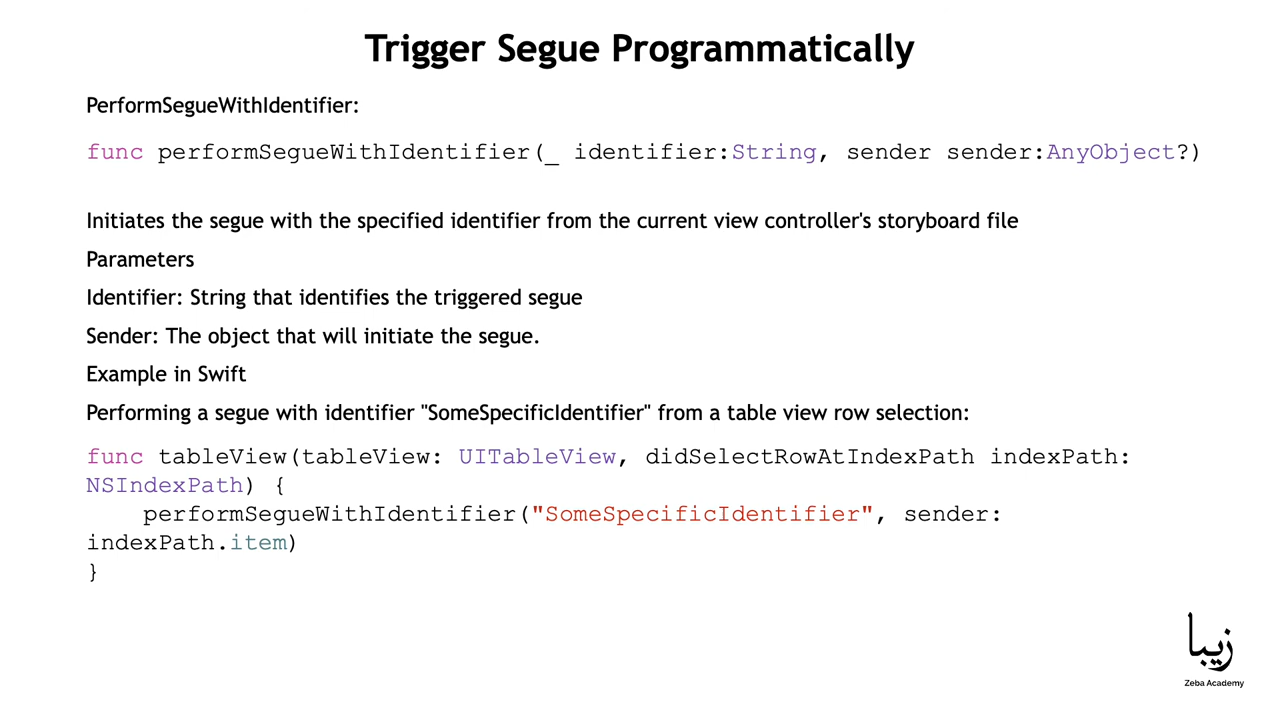 Trigger Segue Programmatically
PerformSegueWithIdentifier:
func performSegueWithIdentifier(_ identifier:String, sender sender:AnyObject?)
Initiates the segue with the specified identifier from the current view controller's storyboard file
Parameters
Identifier: String that identifies the triggered segue
Sender: The object that will initiate the segue.
Example in Swift
Performing a segue with identifier "SomeSpecificIdentifier" from a table view row selection:
func tableView(tableView: UITableView, didSelectRowAtIndexPath indexPath:
NSIndexPath) {
    performSegueWithIdentifier("SomeSpecificIdentifier", sender:
indexPath.item)
}
زیبا
Zeba Academy